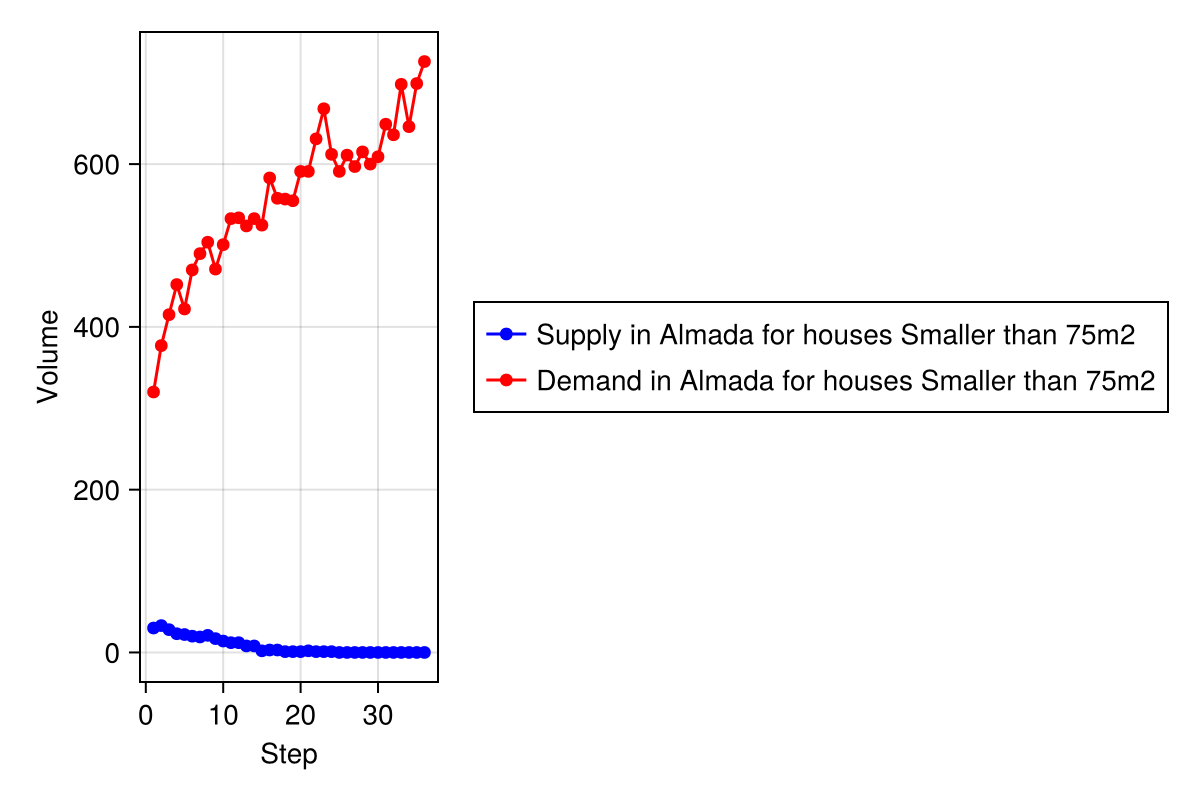 Volume
600
400
200
0
0 10 20 30
Step
Supply in Almada for houses Smaller than 75m2
Demand in Almada for houses Smaller than 75m2